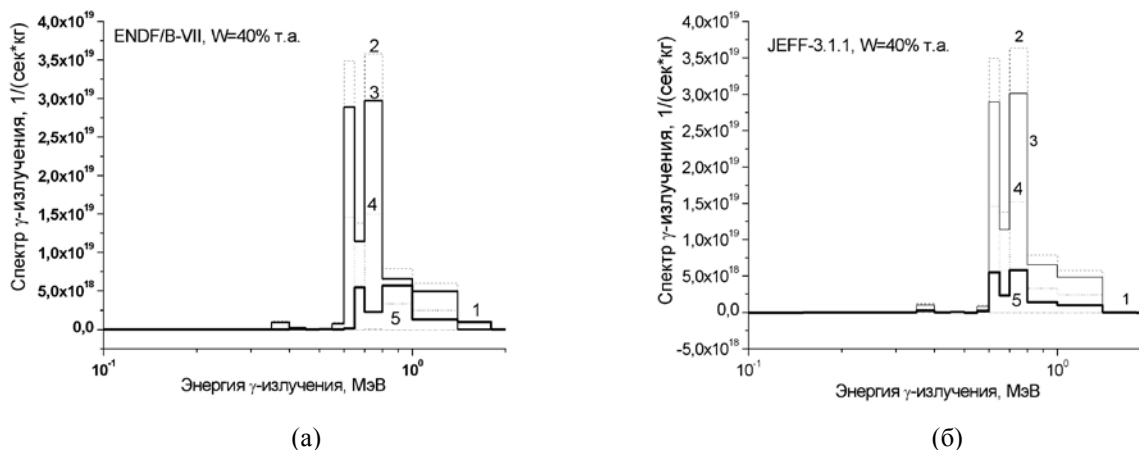 ENDF/B-VII, W=40% т.а.
Спектр γ-излучения, 1/(сек*кг)
4,0x10¹⁹
3,5x10¹⁹
3,0x10¹⁹
2,5x10¹⁹
2,0x10¹⁹
1,5x10¹⁹
1,0x10¹⁹
5,0x10¹⁸
0,0
2
3
4
1
5
10⁻¹ 10⁰
Энергия γ-излучения, МэВ
(а)
JEFF-3.1.1, W=40% т.а.
Спектр γ-излучения, 1/(сек*кг)
4,0x10¹⁹
3,5x10¹⁹
3,0x10¹⁹
2,5x10¹⁹
2,0x10¹⁹
1,5x10¹⁹
1,0x10¹⁹
5,0x10¹⁸
0,0
-5,0x10¹⁸
2
3
4
1
5
10⁻¹ 10⁰
Энергия γ-излучения, МэВ
(б)